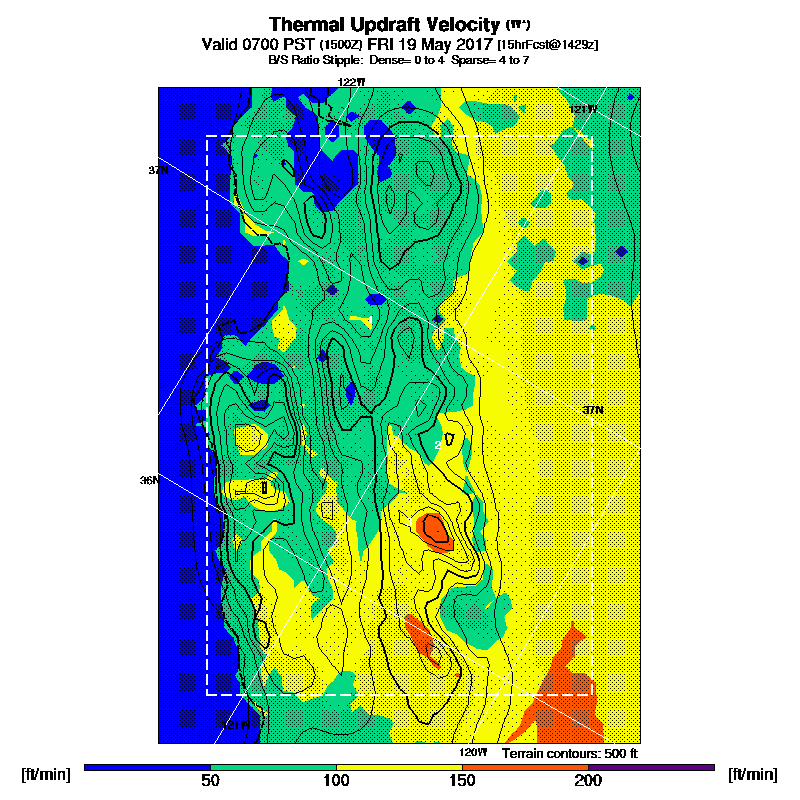 Thermal Updraft Velocity (W*)
Valid 0700 PST (1500Z) FRI 19 May 2017 [15hrFcst@1429z]
B/S Ratio Stipple: Dense= 0 to 4 Sparse= 4 to 7
122W
121W
37N
1
37N
2
36N
121W
120W
Terrain contours: 500 ft
[ft/min] 50 100 150 200 [ft/min]